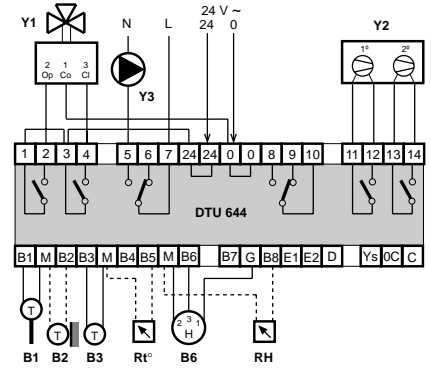 Y1
N
L
24 V ~
24
0
Y2
2 1 3
Op Co Cl
Y3
1° 2°
1 2 3 4 5 6 7 24 24 0 0 8 9 10 11 12 13 14
DTU 644
B1 M B2 B3 M B4 B5 M B6 B7 G B8 E1 E2 D Ys 0C C
T
T T
2 3 1
H
B1 B2 B3 Rt° B6 RH